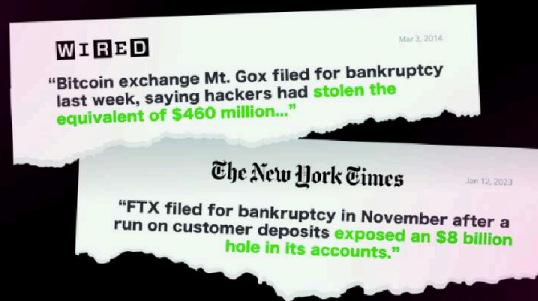 WIRED
Mar 3, 2014
“Bitcoin exchange Mt. Gox filed for bankruptcy
last week, saying hackers had stolen the
equivalent of $460 million...”
The New York Times
Jan 12, 2023
“FTX filed for bankruptcy in November after a
run on customer deposits exposed an $8 billion
hole in its accounts.”